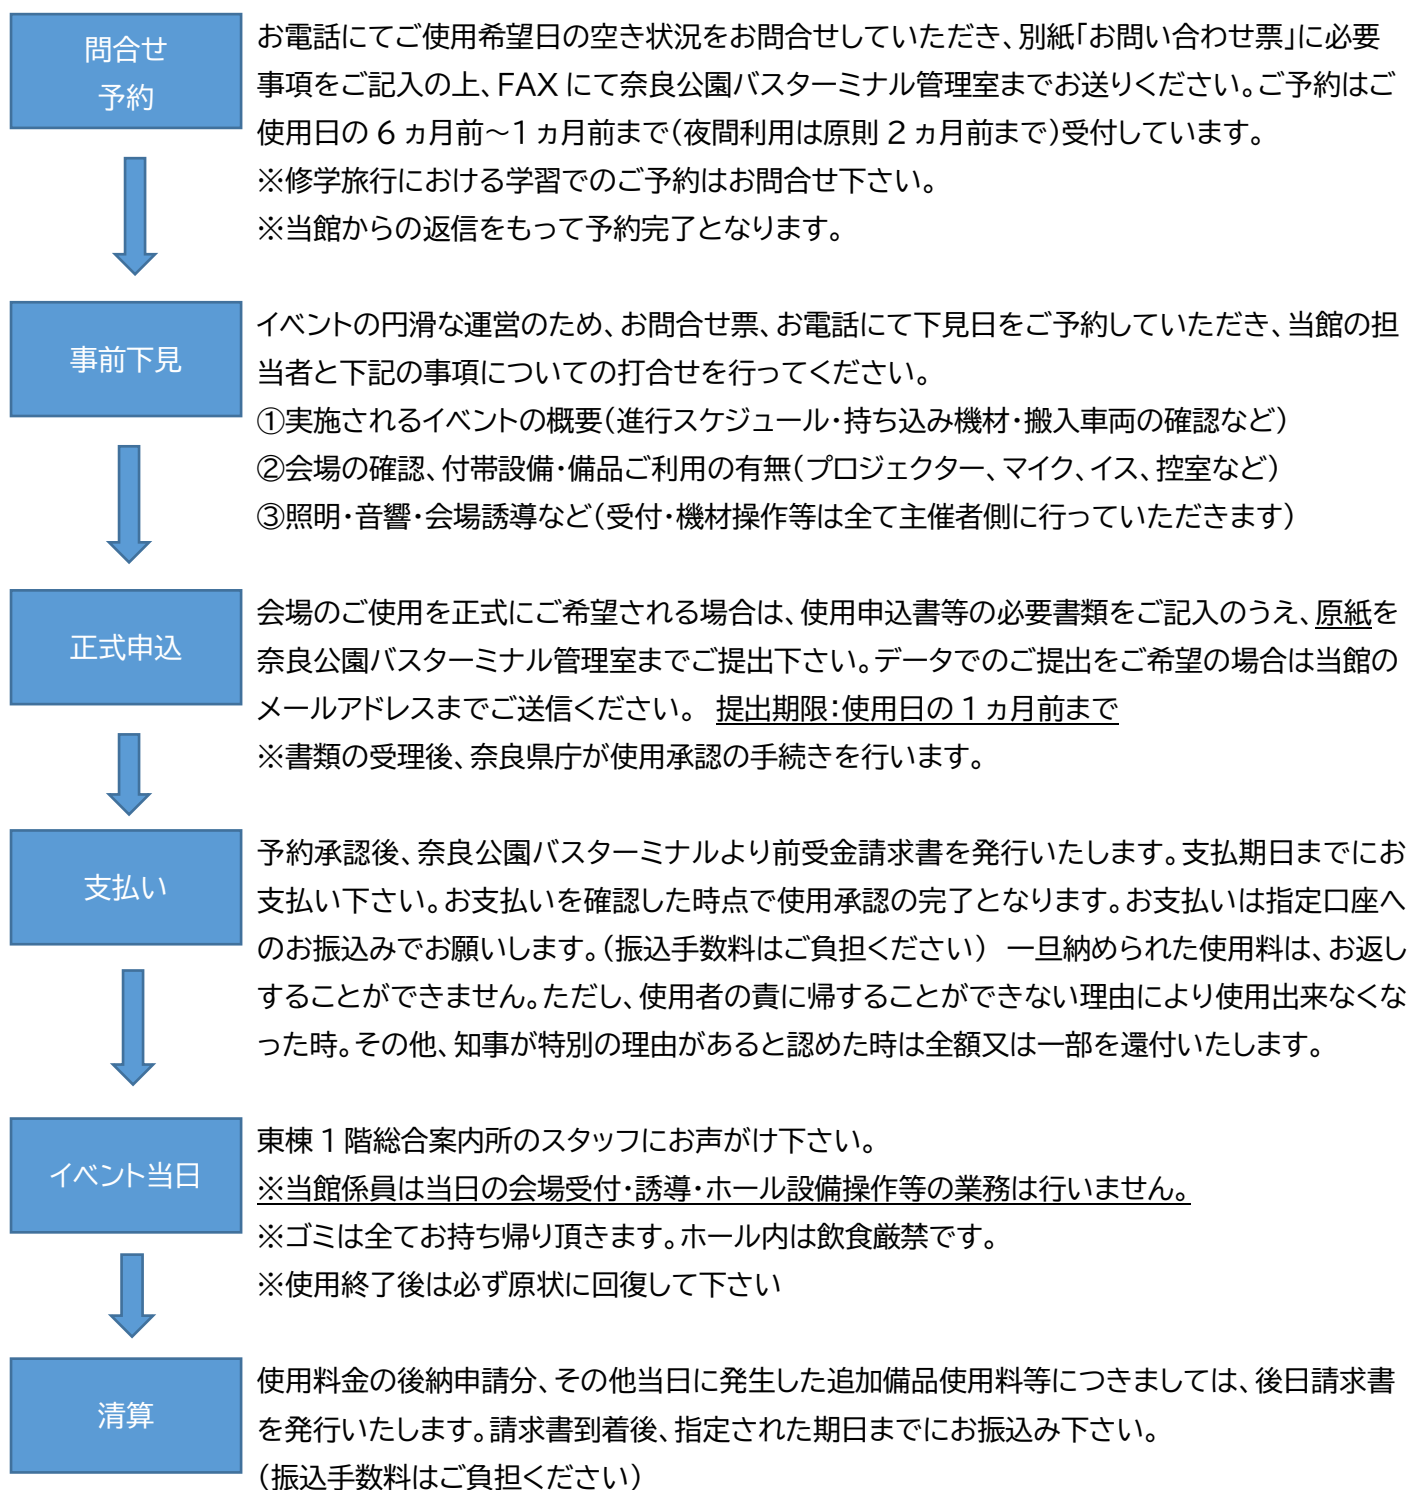 問合せ
予約
お電話にてご使用希望日の空き状況をお問合せしていただき、別紙「お問い合わせ票」に必要
事項をご記入の上、FAX にて奈良公園バスターミナル管理室までお送りください。ご予約はご
使用日の 6 ヵ月前～1 ヵ月前まで（夜間利用は原則 2 ヵ月前まで）受付しています。
※修学旅行における学習でのご予約はお問合せ下さい。
※当館からの返信をもって予約完了となります。
事前下見
イベントの円滑な運営のため、お問合せ票、お電話にて下見日をご予約していただき、当館の担
当者と下記の事項についての打合せを行ってください。
①実施されるイベントの概要（進行スケジュール・持ち込み機材・搬入車両の確認など）
②会場の確認、付帯設備・備品ご利用の有無（プロジェクター、マイク、イス、控室など）
③照明・音響・会場誘導など（受付・機材操作等は全て主催者側に行っていただきます）
正式申込
会場のご使用を正式にご希望される場合は、使用申込書等の必要書類をご記入のうえ、原紙を
奈良公園バスターミナル管理室までご提出下さい。データでのご提出をご希望の場合は当館の
メールアドレスまでご送信ください。 提出期限：使用日の 1 ヵ月前まで
※書類の受理後、奈良県庁が使用承認の手続きを行います。
支払い
予約承認後、奈良公園バスターミナルより前受金請求書を発行いたします。支払期日までにお
支払い下さい。お支払いを確認した時点で使用承認の完了となります。お支払いは指定口座へ
のお振込みでお願いします。（振込手数料はご負担ください） 一旦納められた使用料は、お返し
することができません。ただし、使用者の責に帰することができない理由により使用出来なくな
った時。その他、知事が特別の理由があると認めた時は全額又は一部を還付いたします。
イベント当日
東棟 1 階総合案内所のスタッフにお声がけ下さい。
※当館係員は当日の会場受付・誘導・ホール設備操作等の業務は行いません。
※ゴミは全てお持ち帰り頂きます。ホール内は飲食厳禁です。
※使用終了後は必ず原状に回復して下さい
清算
使用料金の後納申請分、その他当日に発生した追加備品使用料等につきましては、後日請求書
を発行いたします。請求書到着後、指定された期日までにお振込み下さい。
（振込手数料はご負担ください）